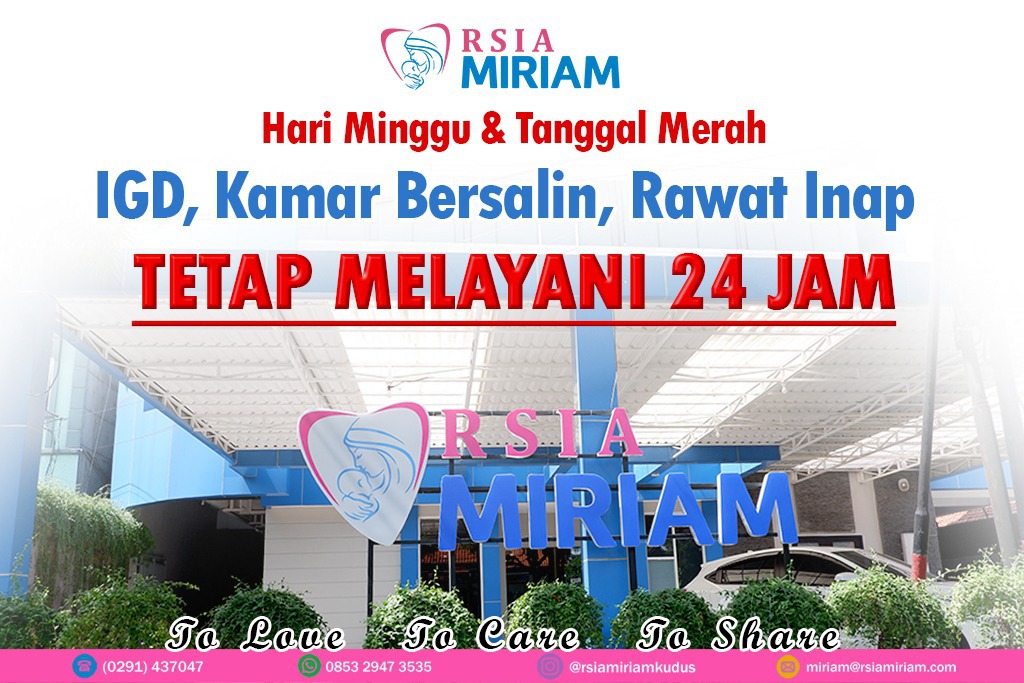 RSIA
MIRIAM
Hari Minggu & Tanggal Merah
IGD, Kamar Bersalin, Rawat Inap
TETAP MELAYANI 24 JAM
RSIA
MIRIAM
To Love To Care To Share
(0291) 437047 0853 2947 3535 @rsiamiriamkudus miriam@rsiamiriam.com